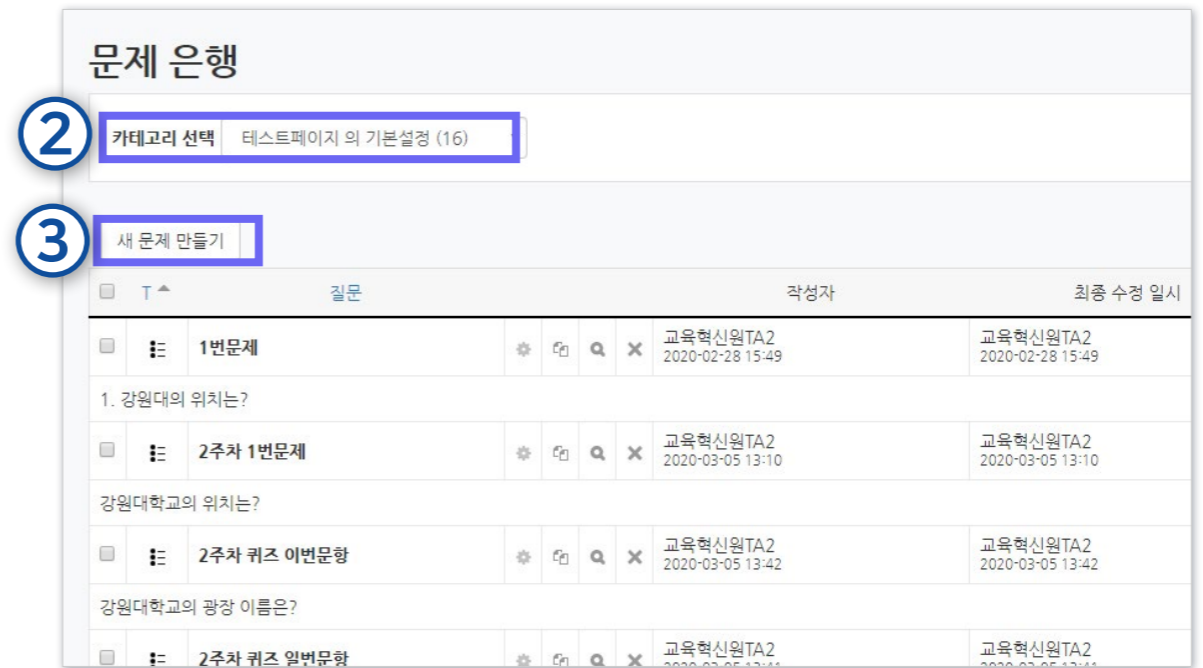 문제 은행
② 카테고리 선택 테스트페이지 의 기본설정 (16)
③ 새 문제 만들기
T 질문 작성자 최종 수정 일시
1번문제 교육혁신원TA2 교육혁신원TA2
2020-02-28 15:49 2020-02-28 15:49
1. 강원대의 위치는?
2주차 1번문제 교육혁신원TA2 교육혁신원TA2
2020-03-05 13:10 2020-03-05 13:10
강원대학교의 위치는?
2주차 퀴즈 이번문항 교육혁신원TA2 교육혁신원TA2
2020-03-05 13:42 2020-03-05 13:42
강원대학교의 광장 이름은?
2주차 퀴즈 일번문항 교육혁신원TA2 교육혁신원TA2